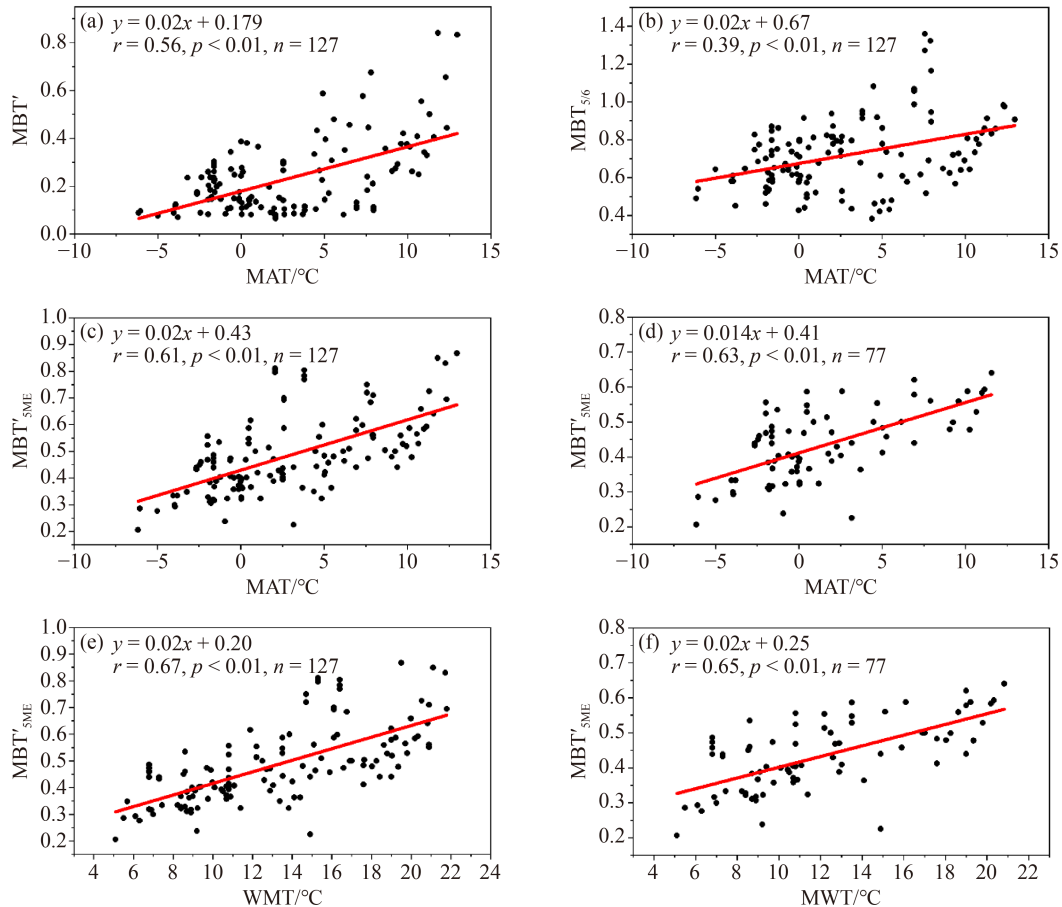 (a) y = 0.02x + 0.179
r = 0.56, p < 0.01, n = 127
0.8
0.6
0.4
0.2
0.0
MBT′
−10 −5 0 5 10 15
MAT/°C
(b) y = 0.02x + 0.67
r = 0.39, p < 0.01, n = 127
1.4
1.2
1.0
0.8
0.6
0.4
MBT5/6
−10 −5 0 5 10 15
MAT/°C
(c) y = 0.02x + 0.43
r = 0.61, p < 0.01, n = 127
1.0
0.9
0.8
0.7
0.6
0.5
0.4
0.3
0.2
MBT′5ME
−10 −5 0 5 10 15
MAT/°C
(d) y = 0.014x + 0.41
r = 0.63, p < 0.01, n = 77
0.8
0.7
0.6
0.5
0.4
0.3
0.2
MBT′5ME
−10 −5 0 5 10 15
MAT/°C
(e) y = 0.02x + 0.20
r = 0.67, p < 0.01, n = 127
1.0
0.9
0.8
0.7
0.6
0.5
0.4
0.3
0.2
MBT′5ME
4 6 8 10 12 14 16 18 20 22 24
WMT/°C
(f) y = 0.02x + 0.25
r = 0.65, p < 0.01, n = 77
0.8
0.7
0.6
0.5
0.4
0.3
0.2
MBT′5ME
4 6 8 10 12 14 16 18 20 22
MWT/°C